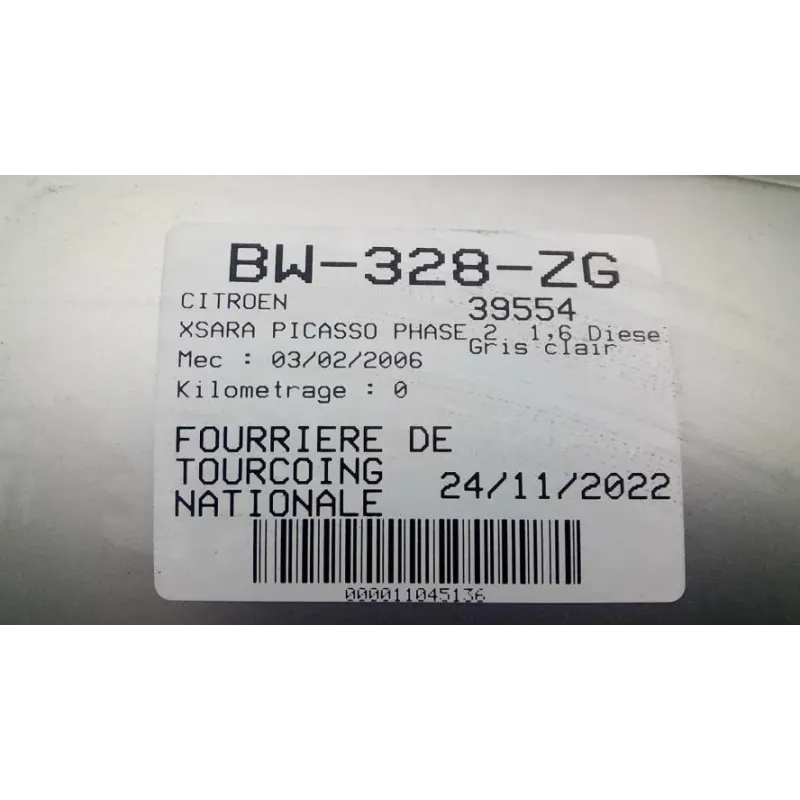 BW-328-ZG
CITROEN 39554
XSARA PICASSO PHASE 2 1,6 Diese
Gris clair
Mec : 03/02/2006
Kilometrage : 0
FOURRIERE DE
TOURCOING
NATIONALE 24/11/2022
000011045136